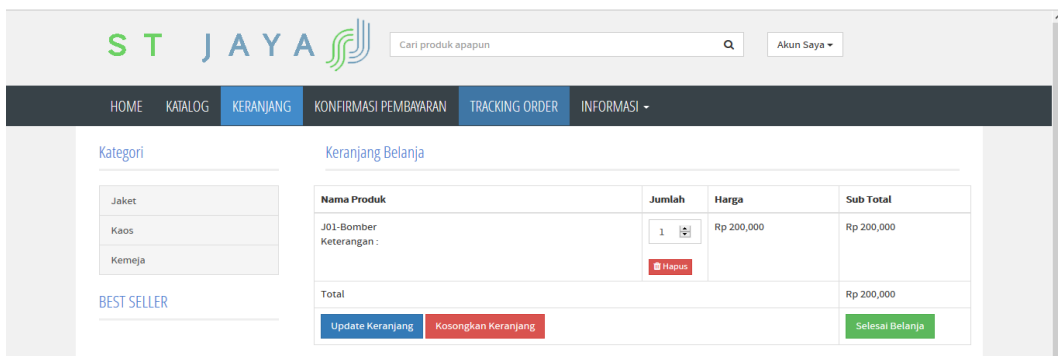 ST JAYA
Cari produk apapun
Akun Saya
HOME KATALOG KERANJANG KONFIRMASI PEMBAYARAN TRACKING ORDER INFORMASI
Kategori
Jaket
Kaos
Kemeja
BEST SELLER
Keranjang Belanja
Nama Produk Jumlah Harga Sub Total
J01-Bomber 1 Rp 200,000 Rp 200,000
Keterangan :
Hapus
Total Rp 200,000
Update Keranjang Kosongkan Keranjang Selesai Belanja